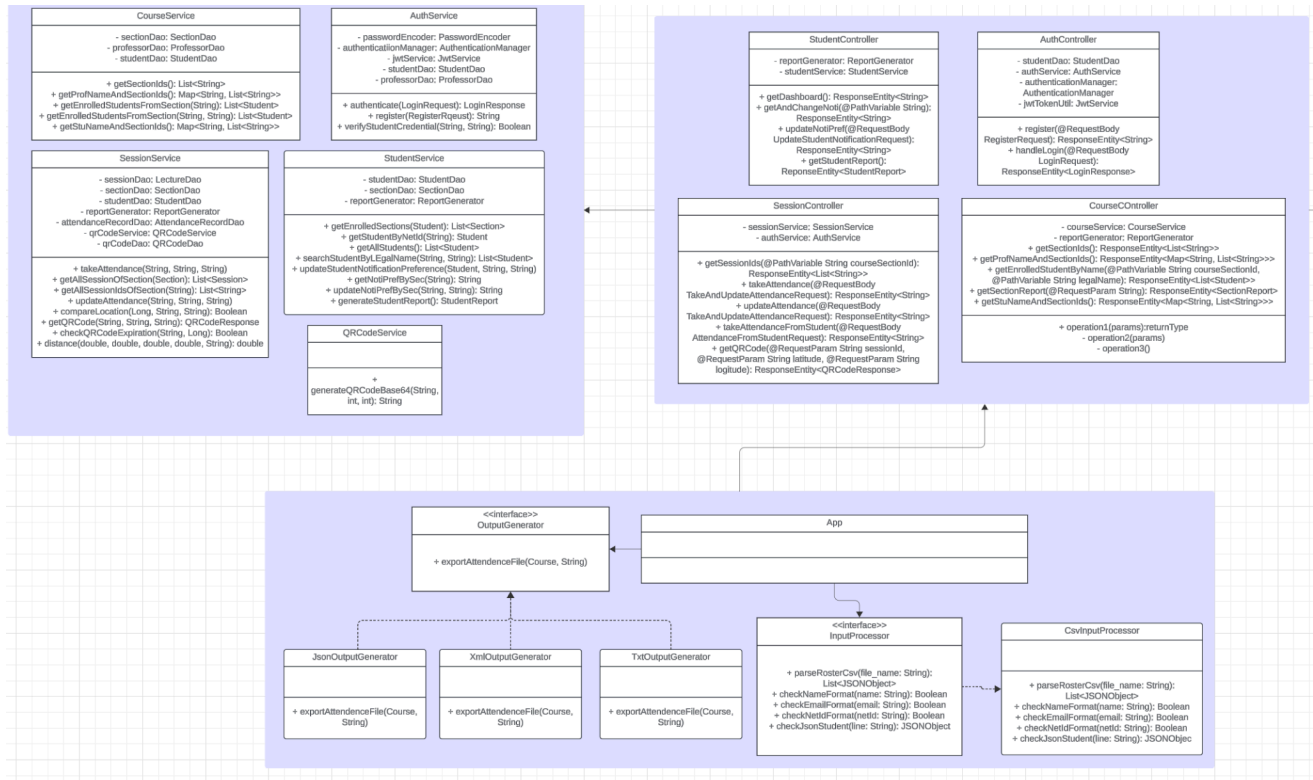 CourseService
- sectionDao: SectionDao
- professorDao: ProfessorDao
- studentDao: StudentDao
+ getSectionIds(): List<String>
+ getProfNameAndSectionIds(): Map<String, List<String>>
+ getEnrolledStudentsFromSection(String): List<Student>
+ getEnrolledStudentsFromSection(String, String): List<Student>
+ getStuNameAndSectionIds(): Map<String, List<String>>
AuthService
- passwordEncoder: PasswordEncoder
- authenticatiionManager: AuthenticationManager
- jwtService: JwtService
- studentDao: StudentDao
- professorDao: ProfessorDao
+ authenticate(LoginRequest): LoginResponse
+ register(RegisterRqeust): String
+ verifyStudentCredential(String, String): Boolean
SessionService
- sessionDao: LectureDao
- sectionDao: SectionDao
- studentDao: StudentDao
- reportGenerator: ReportGenerator
- attendanceRecordDao: AttendanceRecordDao
- qrCodeService: QRCodeService
- qrCodeDao: QRCodeDao
+ takeAttendance(String, String, String)
+ getAllSessionOfSection(Section): List<Session>
+ getAllSessionIdsOfSection(String): List<String>
+ updateAttendance(String, String, String)
+ compareLocation(Long, String, String): Boolean
+ getQRCode(String, String, String): QRCodeResponse
+ checkQRCodeExpiration(String, Long): Boolean
+ distance(double, double, double, double, String): double
StudentService
- studentDao: StudentDao
- sectionDao: SectionDao
- reportGenerator: ReportGenerator
+ getEnrolledSections(Student): List<Section>
+ getStudentByNetId(String): Student
+ getAllStudents(): List<Student>
+ searchStudentByLEgalName(String, String): List<Student>
+ updateStudentNotificationPreference(Student, String, String)
+ getNotiPrefBySec(String): String
+ updateNotiPrefBySec(String, String): String
+ generateStudentReport(): StudentReport
QRCodeService
+
generateQRCodeBase64(String,
int, int): String
StudentController
- reportGenerator: ReportGenerator
- studentService: StudentService
+ getDashboard(): ResponseEntity<String>
+ getAndChangeNoti(@PathVariable String):
ResponseEntity<String>
+ updateNotiPref(@RequestBody
UpdateStudentNotificationRequest):
ResponseEntity<String>
+ getStudentReport():
ReponseEntity<StudentReport>
AuthController
- studentDao: StudentDao
- authService: AuthService
- authenticationManager:
AuthenticationManager
- jwtTokenUtil: JwtService
+ register(@RequestBody
RegisterRequest): ResponseEntity<String>
+ handleLogin(@RequestBody
LoginRequest):
ResponseEntity<LoginResponse>
SessionController
- sessionService: SessionService
- authService: AuthService
+ getSessionIds(@PathVariable String courseSectionId):
ResponseEntity<List<String>>
+ takeAttendance(@RequestBody
TakeAndUpdateAttendanceRequest): ResponseEntity<String>
+ updateAttendance(@RequestBody
TakeAndUpdateAttendanceRequest): ResponseEntity<String>
+ takeAttendanceFromStudent(@RequestBody
AttendanceFromStudentRequest): ResponseEntity<String>
+ getQRCode(@RequestParam String sessionId,
@RequestParam String latitude, @RequestParam String
logitude): ResponseEntity<QRCodeResponse>
CourseCOntroller
- courseService: CourseService
- reportGenerator: ReportGenerator
+ getSectionIds(): ResponseEntity<List<String>>
+ getProfNameAndSectionIds(): ResponseEntity<Map<String, List<String>>>
+ getEnrolledStudentByName(@PathVariable String courseSectionId,
@PathVariable String legalName): ResponseEntity<List<Student>>
+ getSectionReport(@RequestParam String): ResponseEntity<SectionReport>
+ getStuNameAndSectionIds(): ResponseEntity<Map<String, List<String>>>
+ operation1(params):returnType
- operation2(params)
- operation3()
<<interface>>
OutputGenerator
+ exportAttendenceFile(Course, String)
App
JsonOutputGenerator
+ exportAttendenceFile(Course,
String)
XmlOutputGenerator
+ exportAttendenceFile(Course,
String)
TxtOutputGenerator
+ exportAttendenceFile(Course,
String)
<<interface>>
InputProcessor
+ parseRosterCsv(file_name: String):
List<JSONObject>
+ checkNameFormat(name: String): Boolean
+ checkEmailFormat(email: String): Boolean
+ checkNetIdFormat(netId: String): Boolean
+ checkJsonStudent(line: String): JSONObject
CsvInputProcessor
+ parseRosterCsv(file_name: String):
List<JSONObject>
+ checkNameFormat(name: String): Boolean
+ checkEmailFormat(email: String): Boolean
+ checkNetIdFormat(netId: String): Boolean
+ checkJsonStudent(line: String): JSONObjec